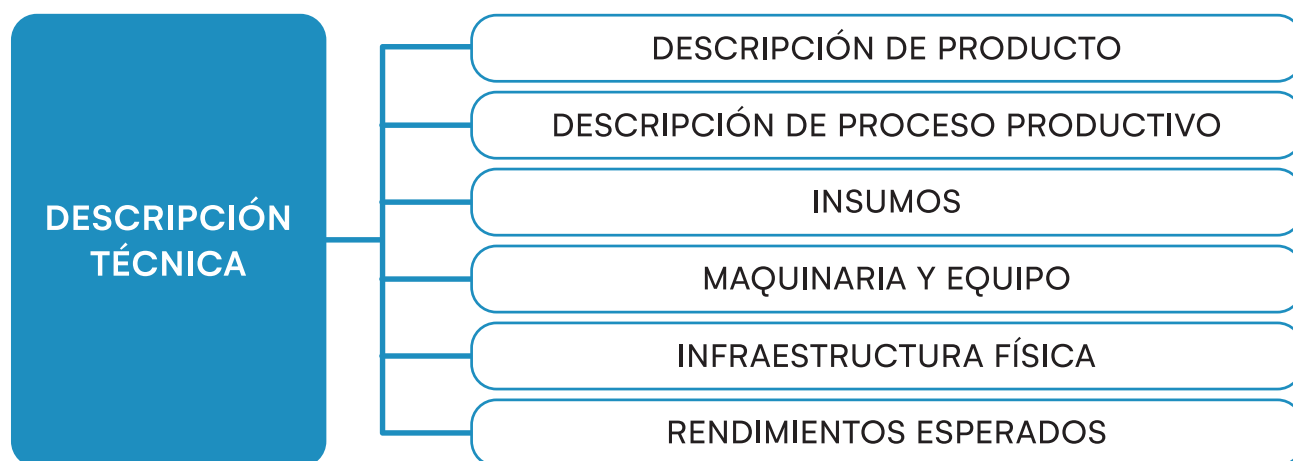 DESCRIPCIÓN
TÉCNICA
DESCRIPCIÓN DE PRODUCTO
DESCRIPCIÓN DE PROCESO PRODUCTIVO
INSUMOS
MAQUINARIA Y EQUIPO
INFRAESTRUCTURA FÍSICA
RENDIMIENTOS ESPERADOS